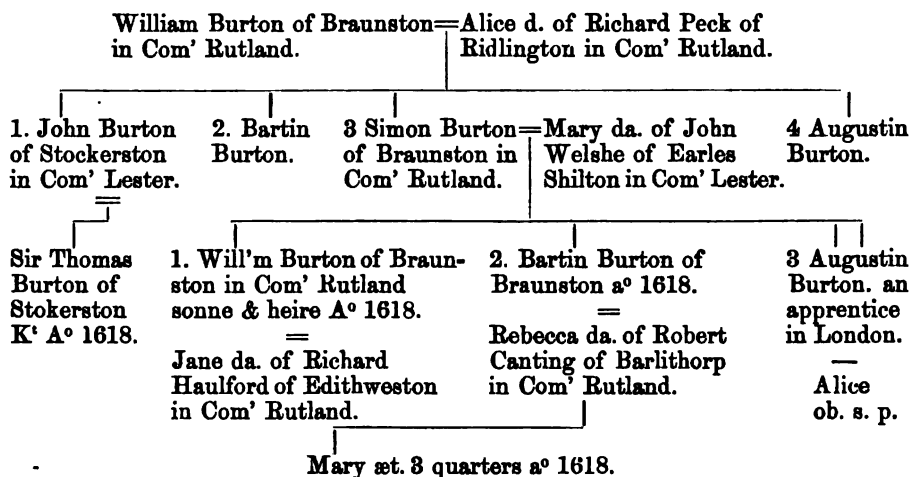 William Burton of Braunston=Alice d. of Richard Peck of
in Com' Rutland. Ridlington in Com' Rutland.
1. John Burton
of Stockerston
in Com' Lester.
=
2. Bartin
Burton.
3 Simon Burton=Mary da. of John
of Braunston in Welshe of Earles
Com' Rutland. Shilton in Com' Lester.
4 Augustin
Burton.
Sir Thomas
Burton of
Stokerston
Kᵗ Aᵒ 1618.
1. Will'm Burton of Braun-
ston in Com' Rutland
sonne & heire Aᵒ 1618.
=
Jane da. of Richard
Haulford of Edithweston
in Com' Rutland.
2. Bartin Burton of
Braunston aᵒ 1618.
=
Rebecca da. of Robert
Canting of Barlithorp
in Com' Rutland.
3 Augustin
Burton. an
apprentice
in London.
—
Alice
ob. s. p.
Mary æt. 3 quarters aᵒ 1618.